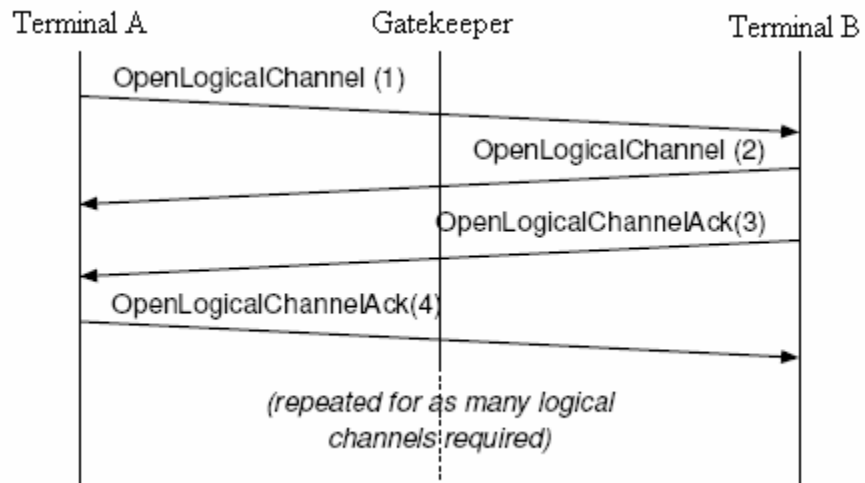 Terminal A
Gatekeeper
Terminal B
OpenLogicalChannel (1)
OpenLogicalChannel (2)
OpenLogicalChannelAck(3)
OpenLogicalChannelAck(4)
(repeated for as many logical
channels required)